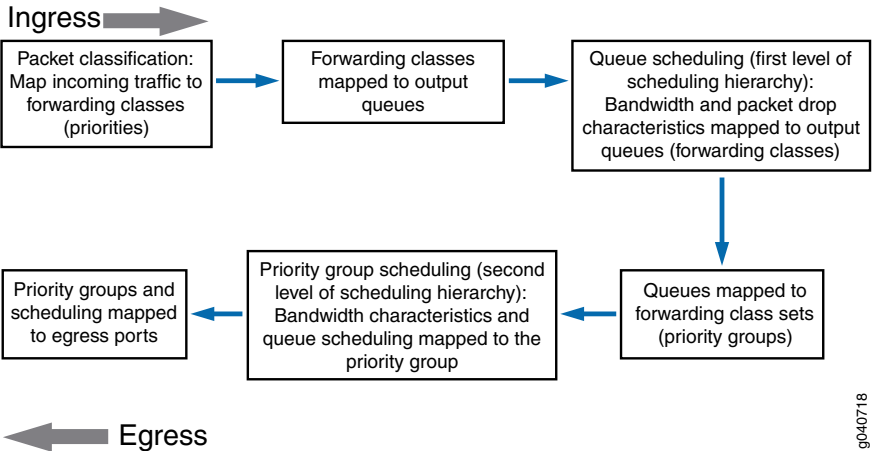 Ingress
Packet classification:
Map incoming traffic to
forwarding classes
(priorities)
Forwarding classes
mapped to output
queues
Queue scheduling (first level of
scheduling hierarchy):
Bandwidth and packet drop
characteristics mapped to output
queues (forwarding classes)
Queues mapped to
forwarding class sets
(priority groups)
Priority group scheduling (second
level of scheduling hierarchy):
Bandwidth characteristics and
queue scheduling mapped to the
priority group
Priority groups and
scheduling mapped
to egress ports
Egress
g040718